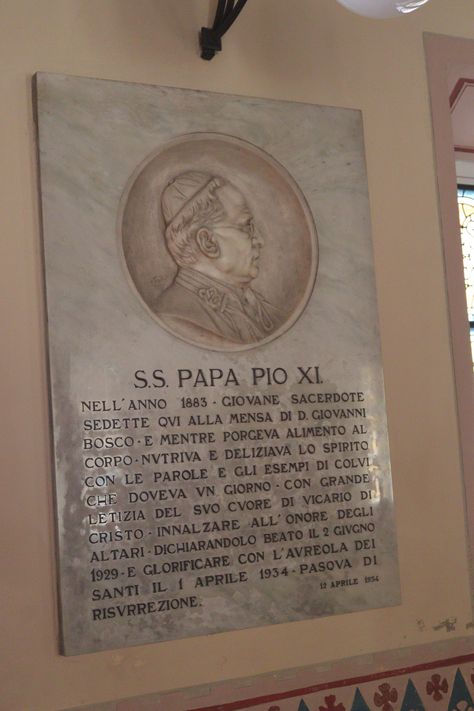 S.S. PAPA PIO XI.
NELL'ANNO 1883 · GIOVANE SACERDOTE
SEDETTE QVI ALLA MENSA DI D. GIOVANNI
BOSCO · E MENTRE PORGEVA ALIMENTO AL
CORPO · NVTRIVA E DELIZIAVA LO SPIRITO
CON LE PAROLE E GLI ESEMPI DI COLVI
CHE DOVEVA VN GIORNO · CON GRANDE
LETIZIA DEL SVO CVORE DI VICARIO DI
CRISTO · INNALZARE ALL'ONORE DEGLI
ALTARI · DICHIARANDOLO BEATO IL 2 GIVGNO
1929 · E GLORIFICARE CON L'AVREOLA DEI
SANTI IL 1 APRILE 1934 · PASQVA DI
RISVRREZIONE.
12 APRILE 1934